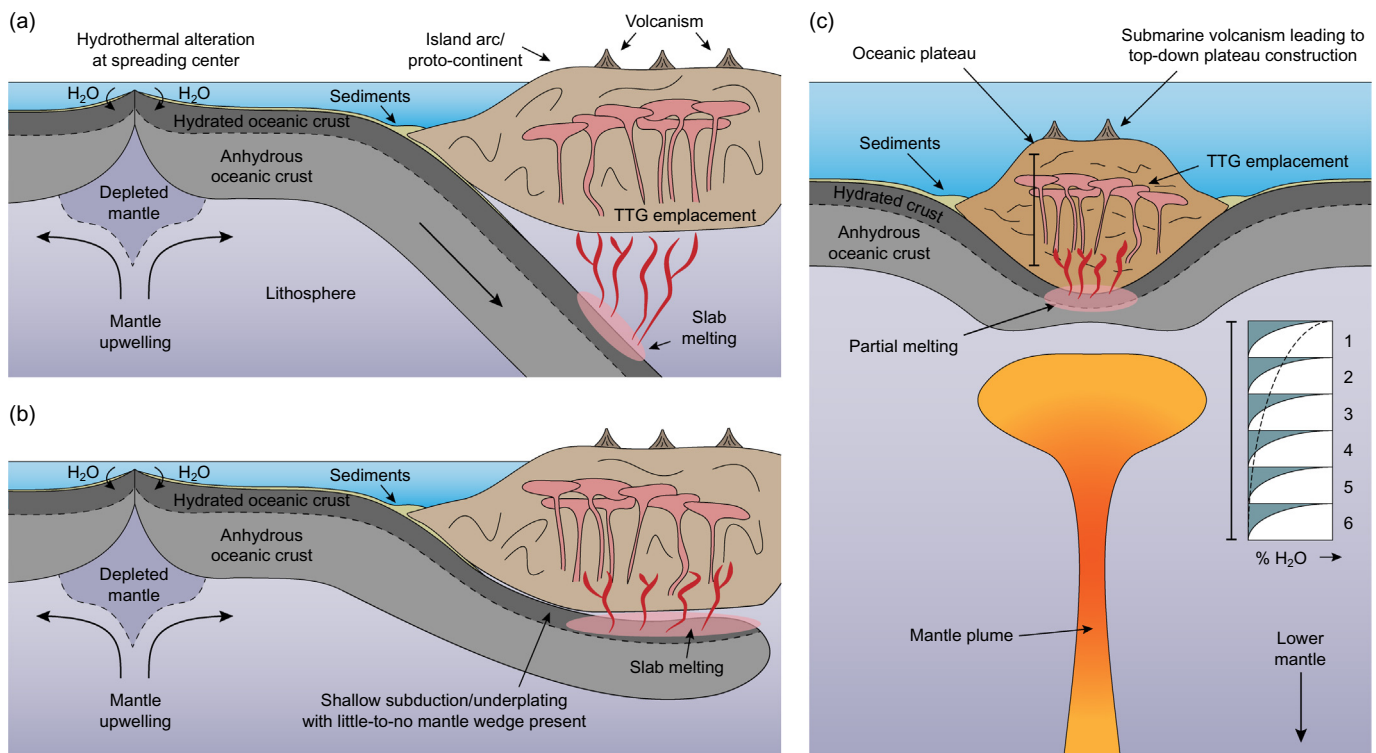 (a)
Hydrothermal alteration
at spreading center
H₂O
H₂O
Sediments
Island arc/
proto-continent
Volcanism
Hydrated oceanic crust
Anhydrous
oceanic crust
Depleted
mantle
TTG emplacement
Lithosphere
Mantle
upwelling
Slab
melting
(b)
H₂O
H₂O
Sediments
Hydrated oceanic crust
Anhydrous
oceanic crust
Depleted
mantle
Slab melting
Mantle
upwelling
Shallow subduction/underplating
with little-to-no mantle wedge present
(c)
Oceanic plateau
Submarine volcanism leading to
top-down plateau construction
Sediments
TTG emplacement
Hydrated crust
Anhydrous
oceanic crust
Partial melting
1
2
3
4
5
6
% H₂O →
Mantle plume
Lower
mantle